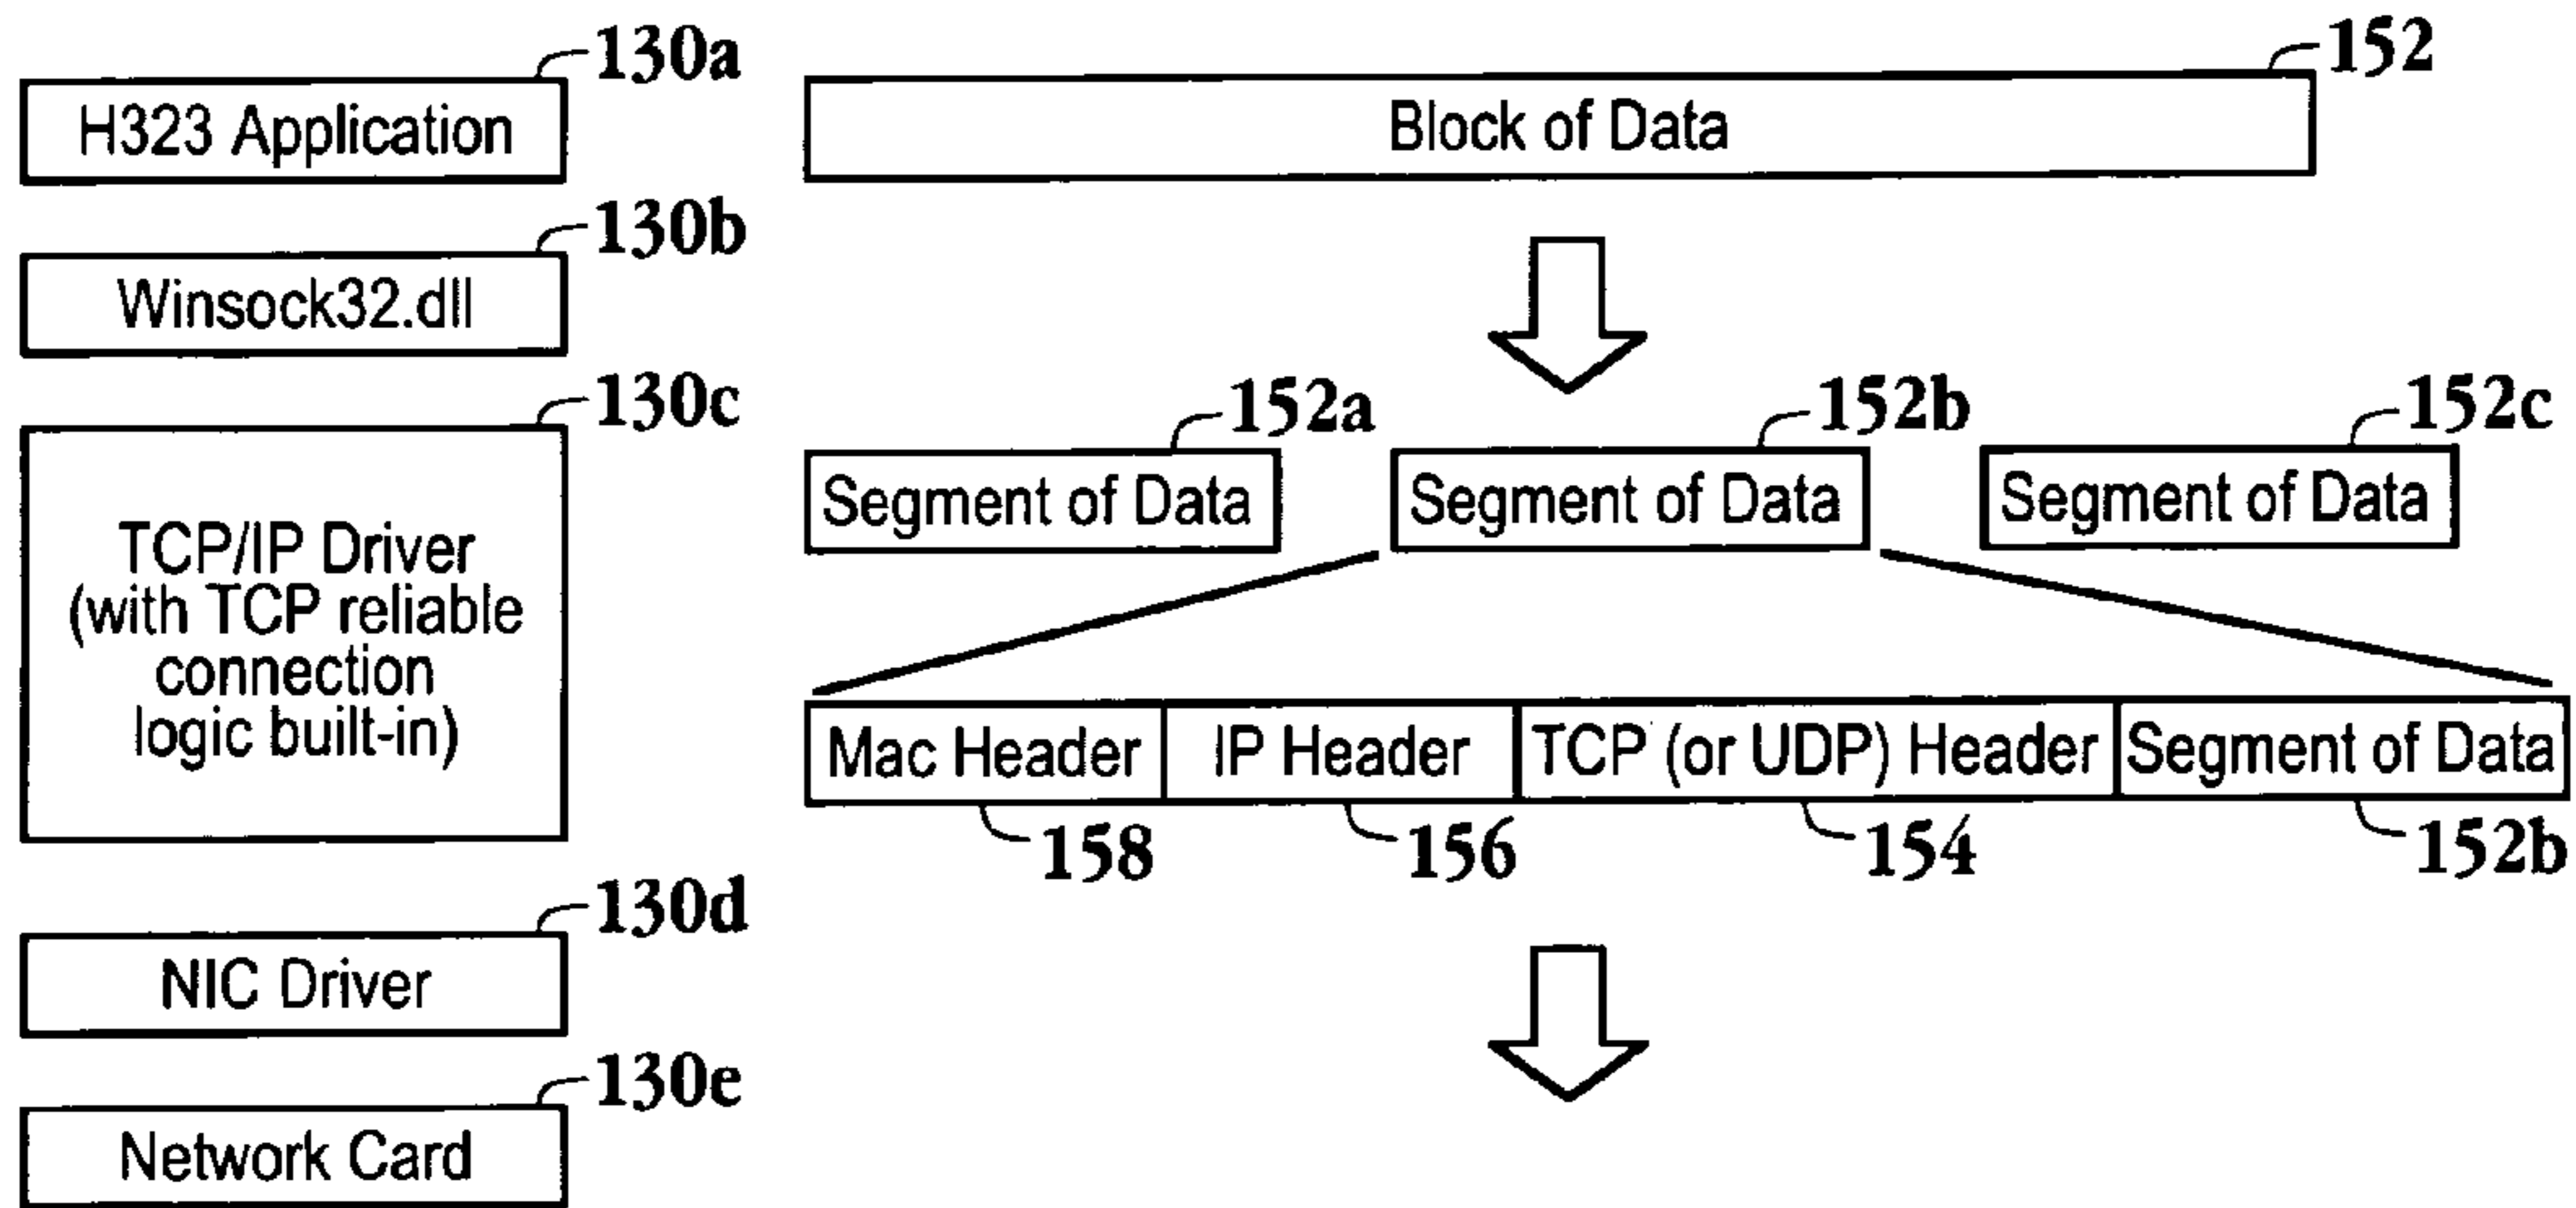 130a
H323 Application
152
Block of Data
130b
Winsock32.dll
130c
TCP/IP Driver
(with TCP reliable
connection
logic built-in)
152a
Segment of Data
152b
Segment of Data
152c
Segment of Data
Mac Header
IP Header
TCP (or UDP) Header
Segment of Data
158
156
154
152b
130d
NIC Driver
130e
Network Card